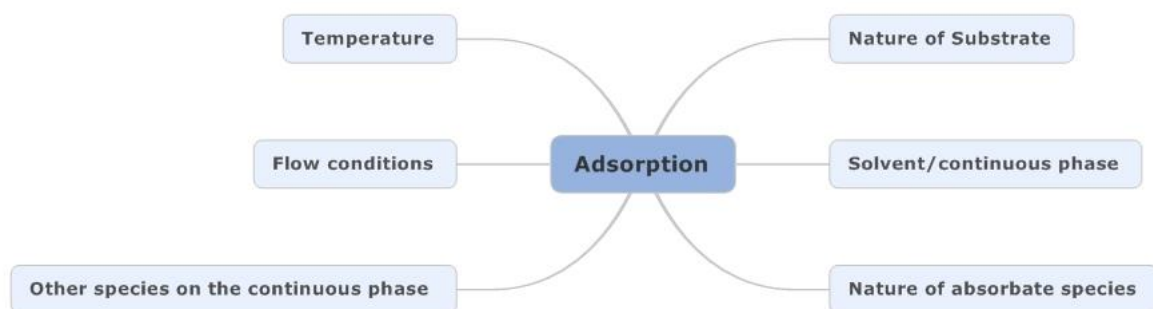 Temperature
Nature of Substrate
Flow conditions
Adsorption
Solvent/continuous phase
Other species on the continuous phase
Nature of absorbate species